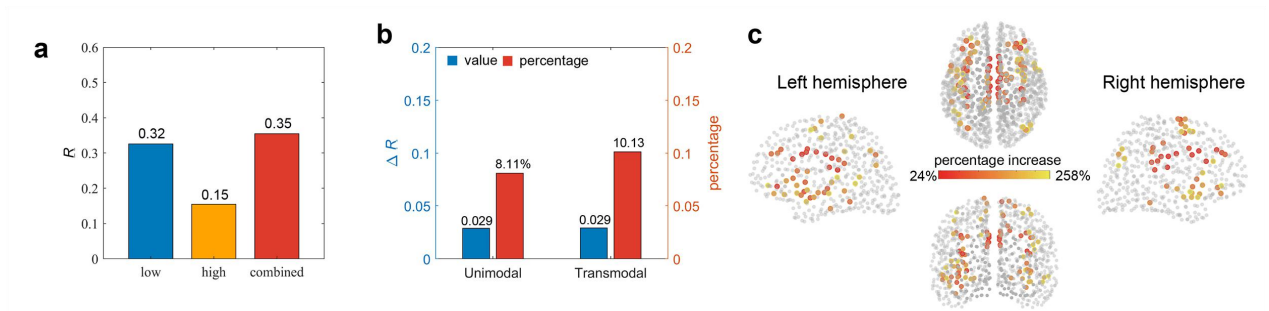 a
R
0.6
0.5
0.4
0.3
0.2
0.1
0
0.32
0.15
0.35
low
high
combined
b
Δ R
0.2
0.15
0.1
0.05
0
value
percentage
0.029
8.11%
0.029
10.13
Unimodal
Transmodal
0.2
0.15
0.1
0.05
0
percentage
c
Left hemisphere
Right hemisphere
percentage increase
24%
258%